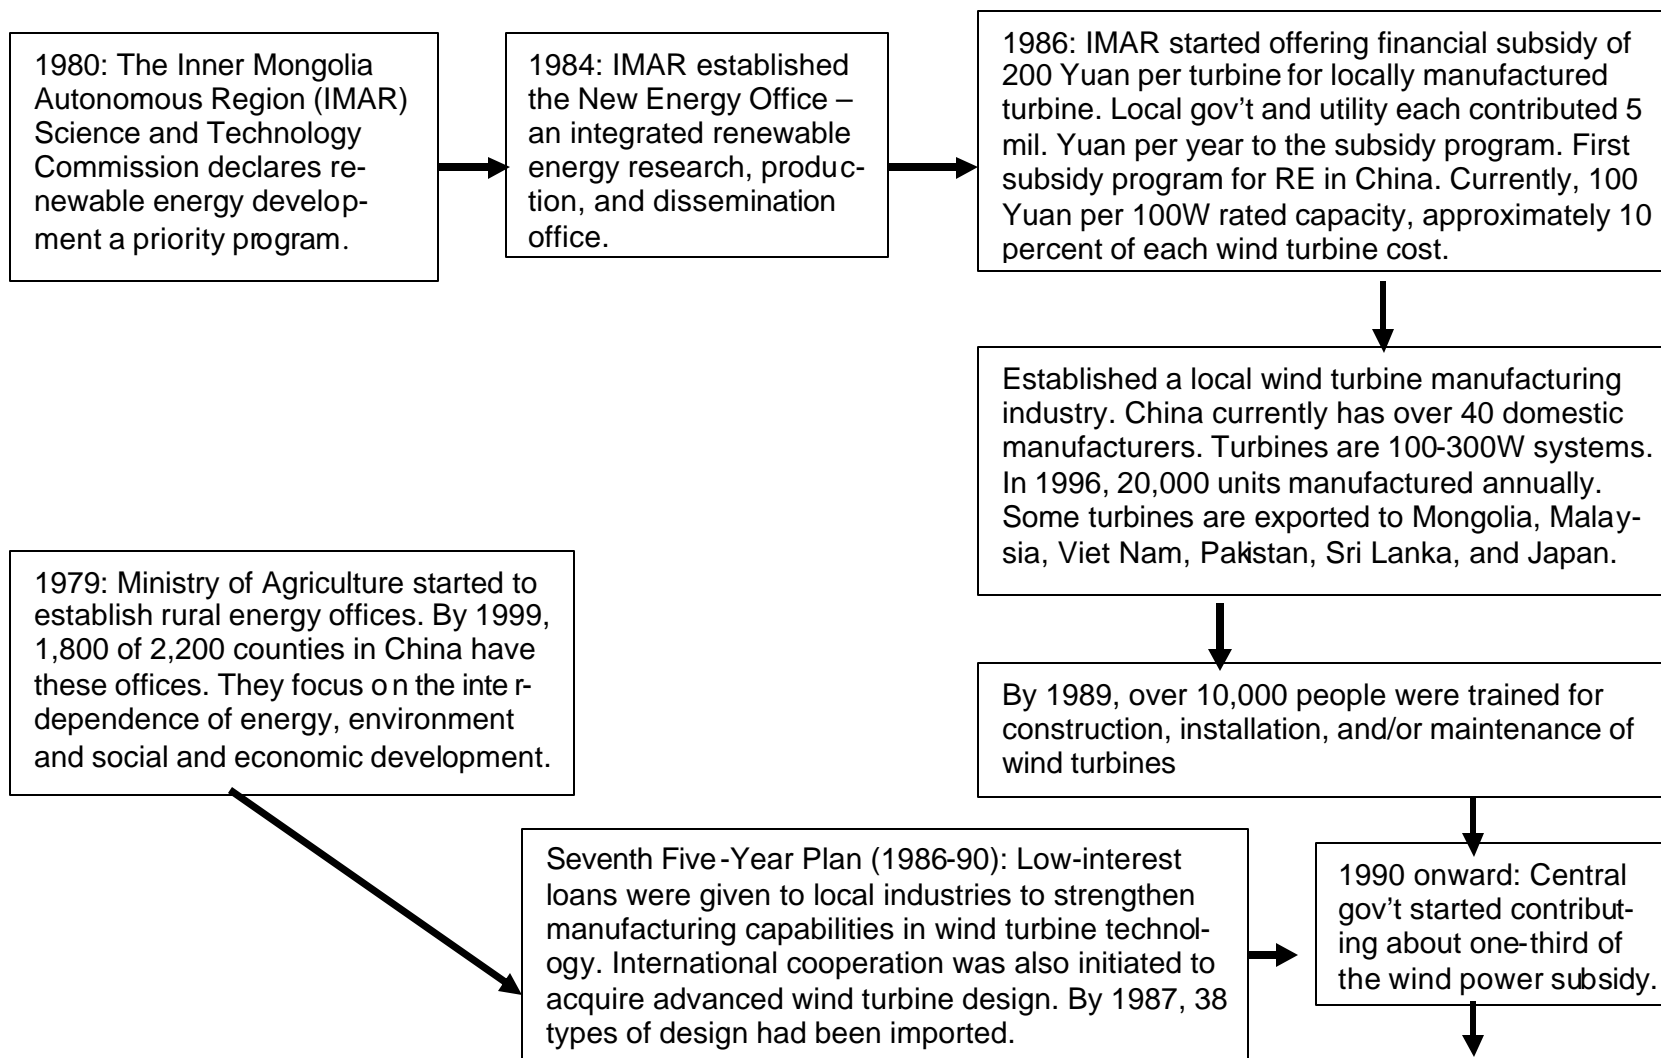 1980: The Inner Mongolia
Autonomous Region (IMAR)
Science and Technology
Commission declares re-
newable energy develop-
ment a priority program.
1984: IMAR established
the New Energy Office –
an integrated renewable
energy research, produc-
tion, and dissemination
office.
1986: IMAR started offering financial subsidy of
200 Yuan per turbine for locally manufactured
turbine. Local gov't and utility each contributed 5
mil. Yuan per year to the subsidy program. First
subsidy program for RE in China. Currently, 100
Yuan per 100W rated capacity, approximately 10
percent of each wind turbine cost.
Established a local wind turbine manufacturing
industry. China currently has over 40 domestic
manufacturers. Turbines are 100-300W systems.
In 1996, 20,000 units manufactured annually.
Some turbines are exported to Mongolia, Malay-
sia, Viet Nam, Pakistan, Sri Lanka, and Japan.
1979: Ministry of Agriculture started to
establish rural energy offices. By 1999,
1,800 of 2,200 counties in China have
these offices. They focus on the inter-
dependence of energy, environment
and social and economic development.
By 1989, over 10,000 people were trained for
construction, installation, and/or maintenance of
wind turbines
Seventh Five-Year Plan (1986-90): Low-interest
loans were given to local industries to strengthen
manufacturing capabilities in wind turbine technol-
ogy. International cooperation was also initiated to
acquire advanced wind turbine design. By 1987, 38
types of design had been imported.
1990 onward: Central
gov't started contribut-
ing about one-third of
the wind power subsidy.